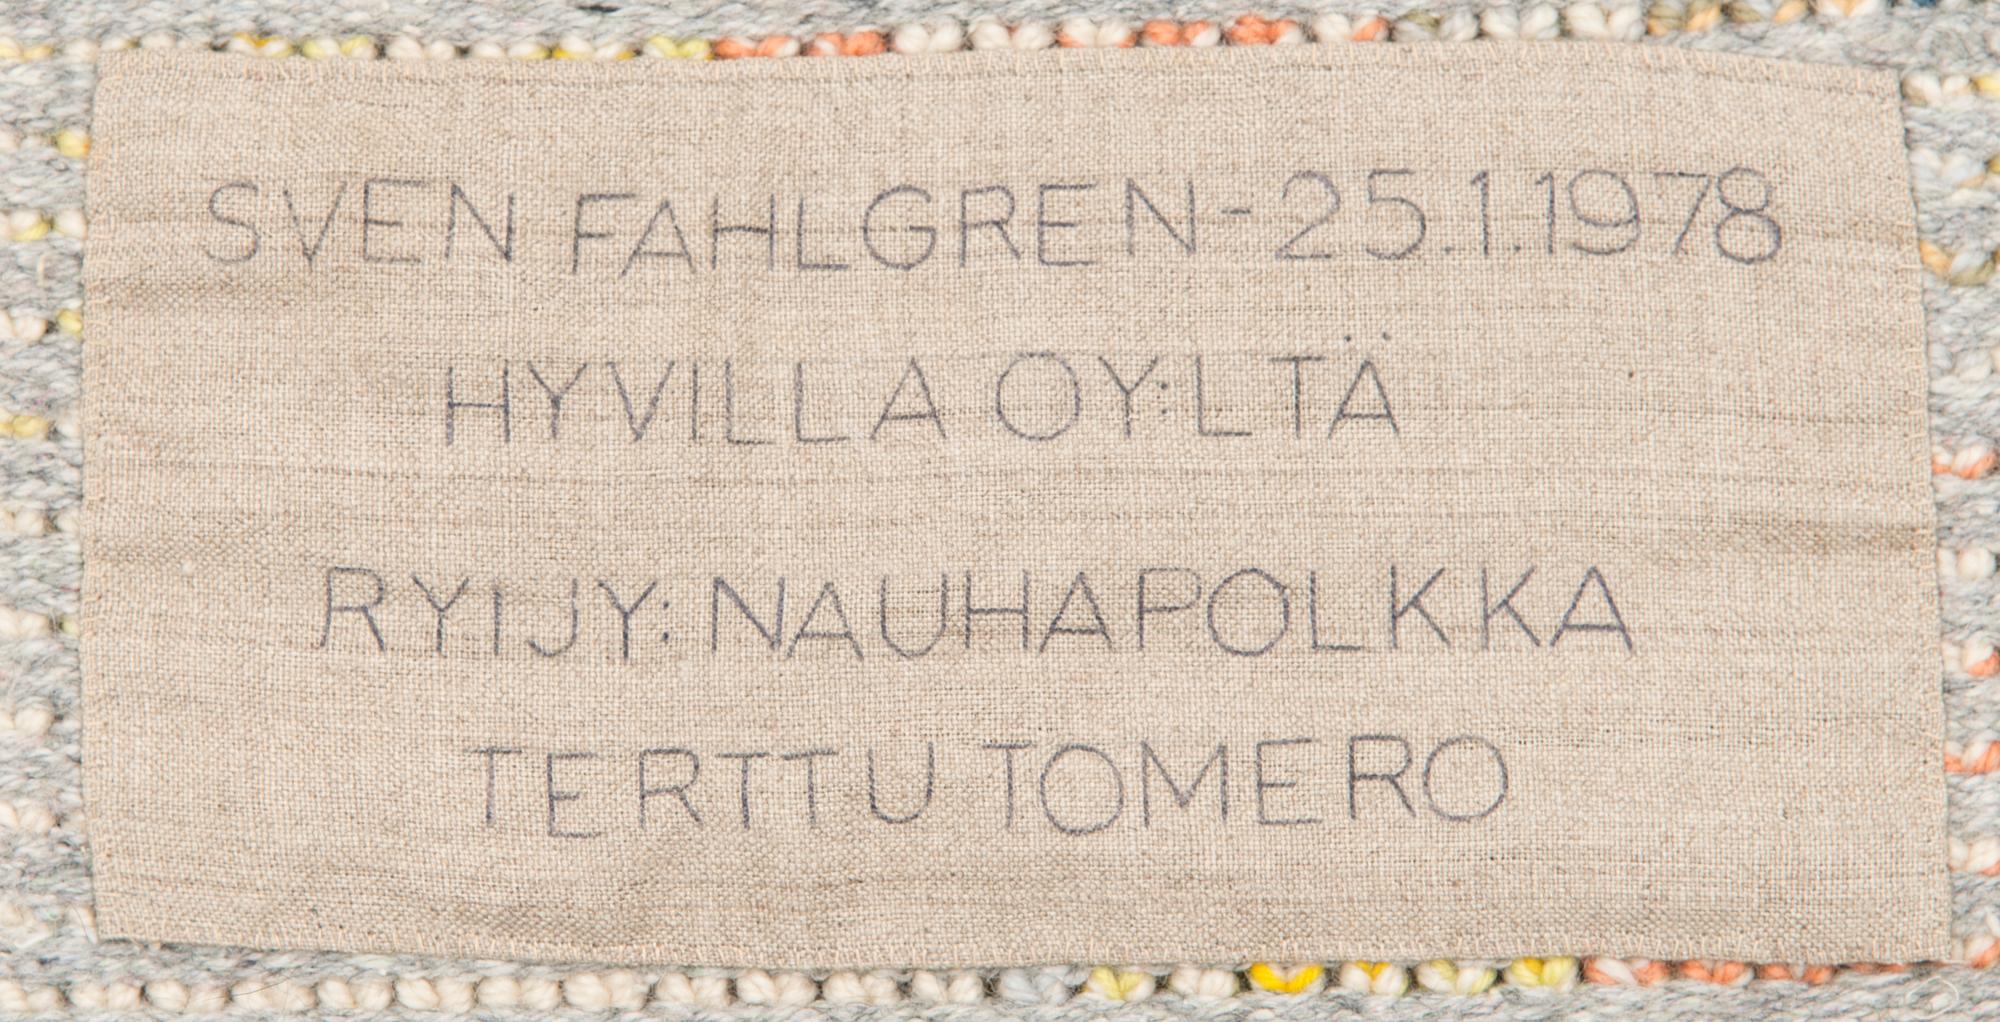 SVEN FAHLGREN-25.1.1978
HYVILLA OY:LTÄ
RYIJY: NAUHAPOLKKA
TERTTU TOMERO